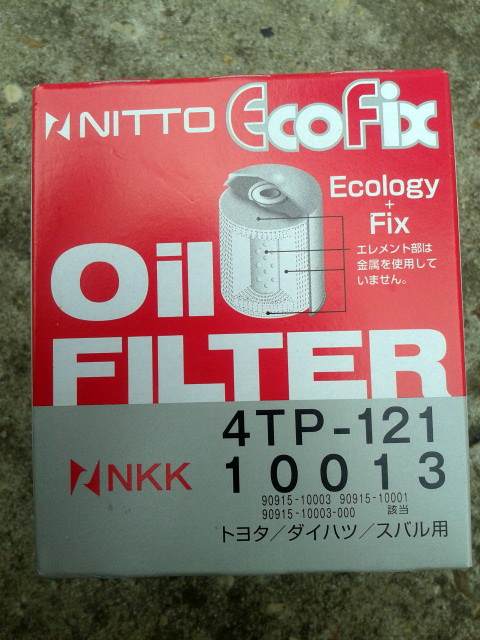 NITTO EcoFix
Ecology
+
Fix
エレメント部は
金属を使用して
いません。
Oil
FILTER
4TP-121
NKK 10013
90915-10003 90915-10001
90915-10003-000 該当
トヨタ/ダイハツ/スバル用